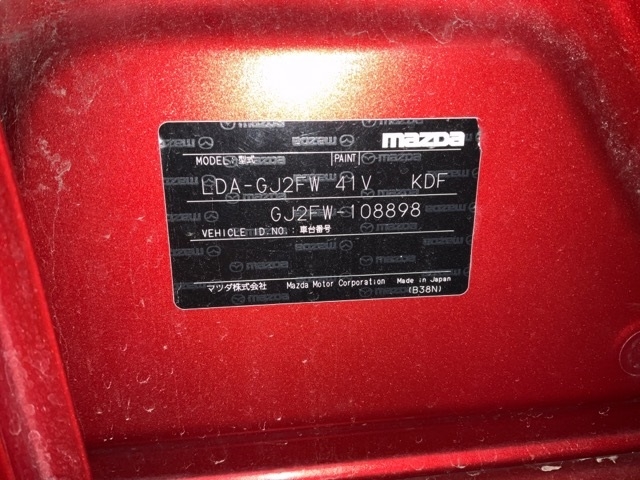 mazda
MODEL:型式 PAINT
LDA-GJ2FW 41V KDF
GJ2FW-108898
VEHICLE ID.NO.:車台番号
マツダ株式会社 Mazda Motor Corporation Made in Japan
(B38N)